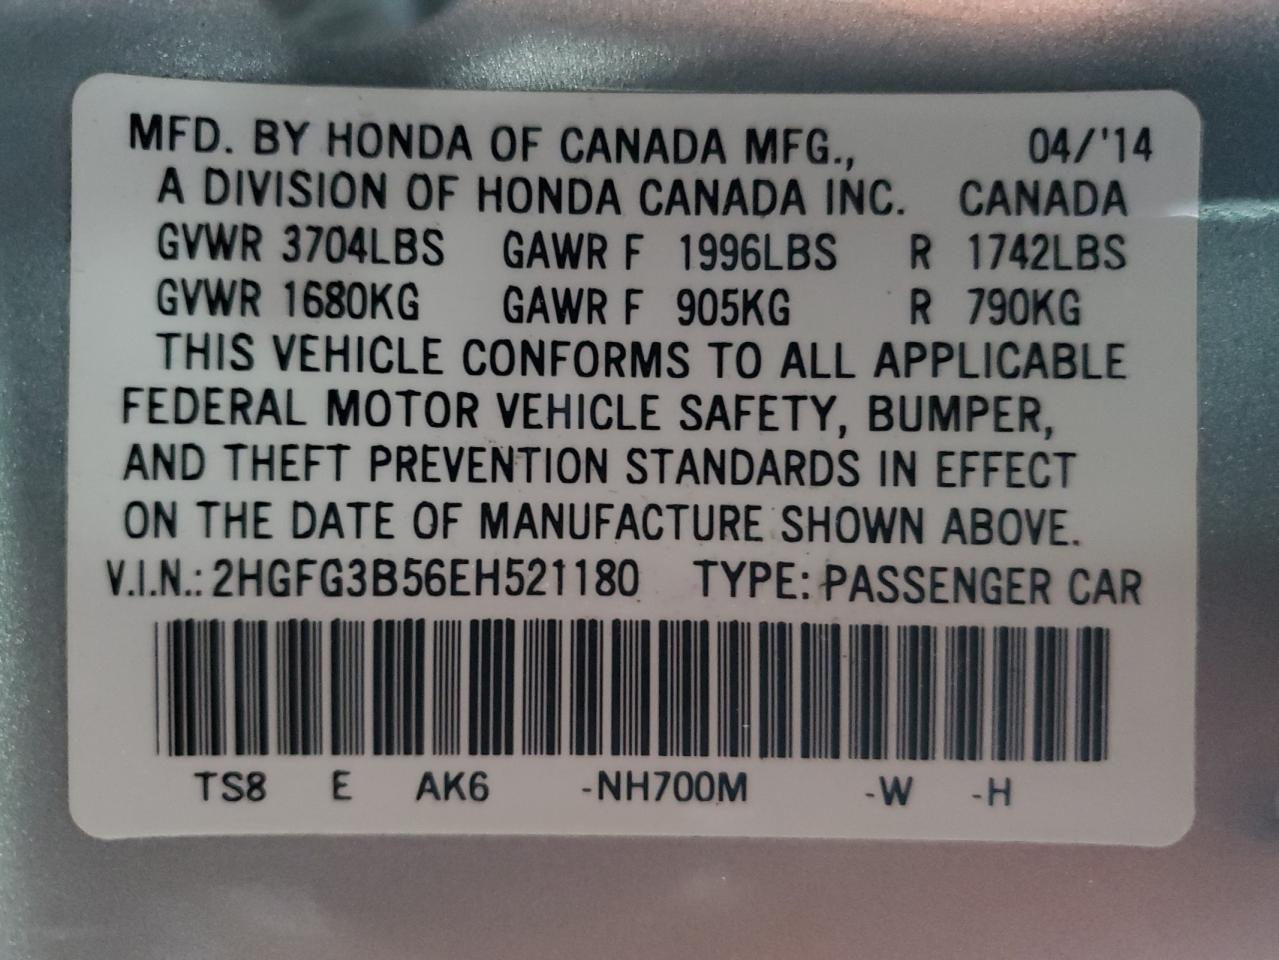 MFD. BY HONDA OF CANADA MFG., 04/'14
A DIVISION OF HONDA CANADA INC. CANADA
GVWR 3704LBS GAWR F 1996LBS R 1742LBS
GVWR 1680KG GAWR F 905KG R 790KG
THIS VEHICLE CONFORMS TO ALL APPLICABLE
FEDERAL MOTOR VEHICLE SAFETY, BUMPER,
AND THEFT PREVENTION STANDARDS IN EFFECT
ON THE DATE OF MANUFACTURE SHOWN ABOVE.
V.I.N.: 2HGFG3B56EH521180 TYPE: PASSENGER CAR
TS8 E AK6 -NH700M -W -H